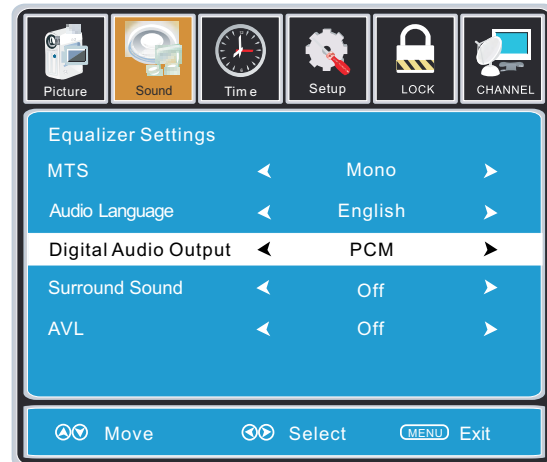 Picture Sound Time Setup LOCK CHANNEL
Equalizer Settings
MTS Mono
Audio Language English
Digital Audio Output PCM
Surround Sound Off
AVL Off
Move Select MENU Exit